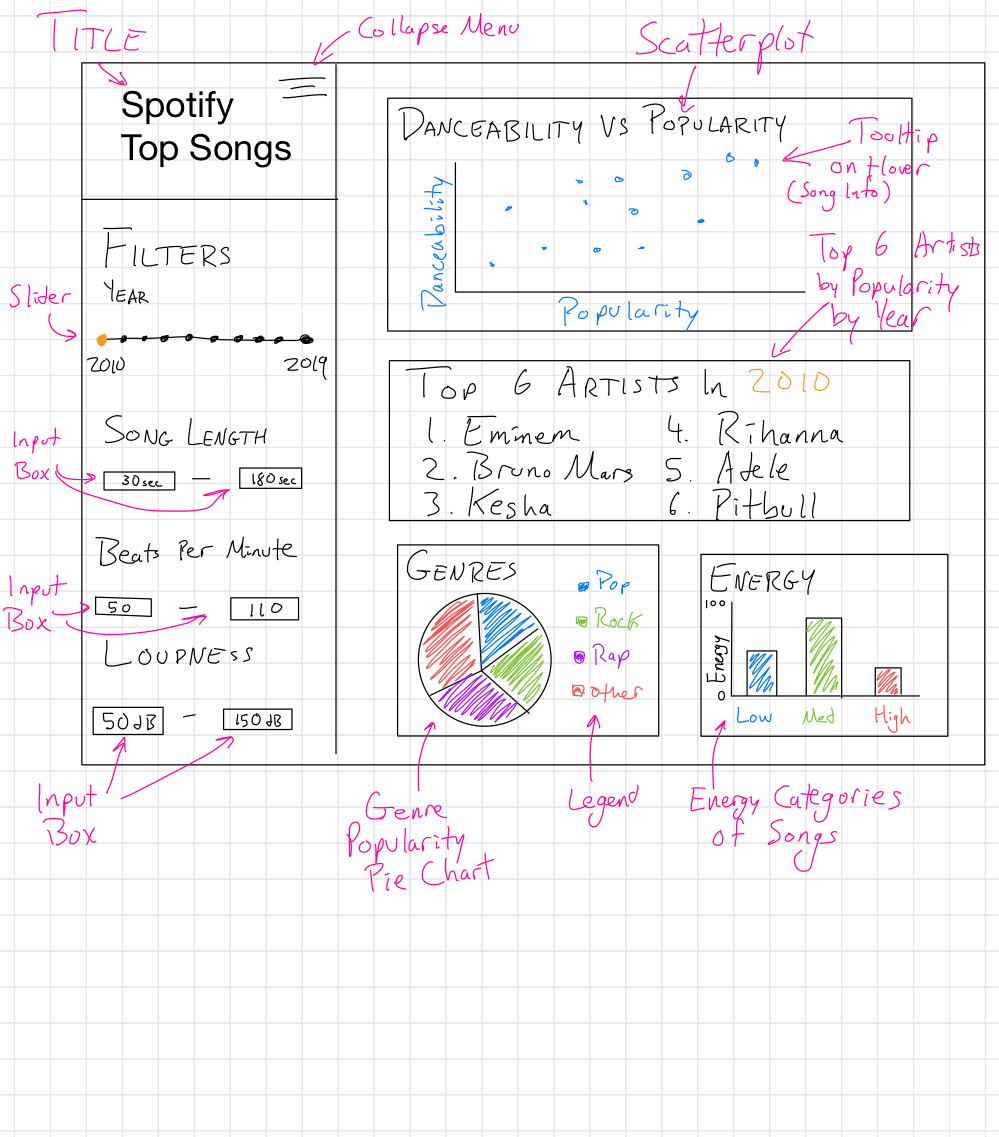 TITLE
Collapse Menu
Scatterplot
Spotify
Top Songs
DANCEABILITY VS POPULARITY
Tooltip
on Hover
(Song Info)
Danceability
Popularity
FILTERS
YEAR
Slider
2010
2019
Top 6 Artists
by Popularity
by Year
TOP 6 ARTISTS In 2010
1. Eminem
2. Bruno Mars
3. Kesha
4. Rihanna
5. Adele
6. Pitbull
SONG LENGTH
Input
Box
30sec – 180sec
Beats Per Minute
Input
Box
50 – 110
LOUDNESS
50dB – 150dB
Input
Box
GENRES
Pop
Rock
Rap
other
ENERGY
100
Energy
0
Low Med High
Genre
Popularity
Pie Chart
Legend
Energy Categories
of Songs